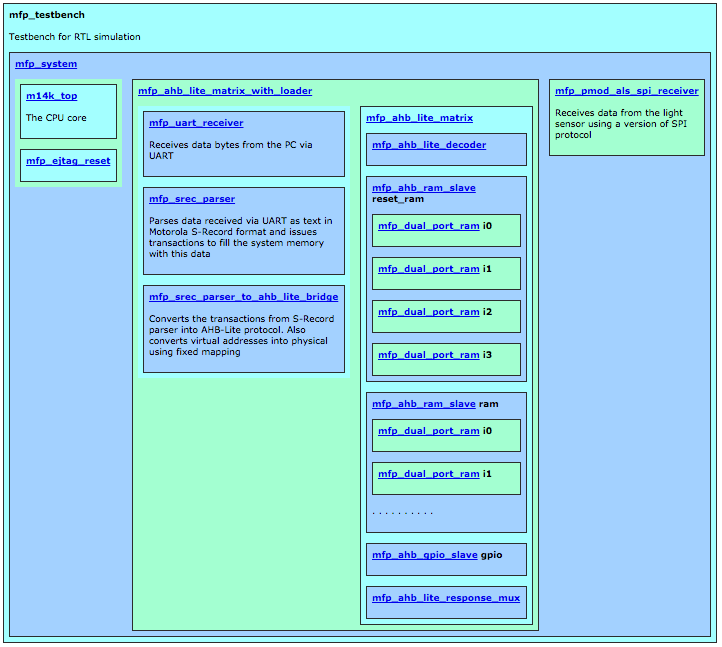 mfp_testbench
Testbench for RTL simulation
mfp_system
m14k_top
The CPU core
mfp_ejtag_reset
mfp_ahb_lite_matrix_with_loader
mfp_uart_receiver
Receives data bytes from the PC via
UART
mfp_srec_parser
Parses data received via UART as text in
Motorola S-Record format and issues
transactions to fill the system memory
with this data
mfp_srec_parser_to_ahb_lite_bridge
Converts the transactions from S-Record
parser into AHB-Lite protocol. Also
converts virtual addresses into physical
using fixed mapping
mfp_ahb_lite_matrix
mfp_ahb_lite_decoder
mfp_ahb_ram_slave
reset_ram
mfp_dual_port_ram i0
mfp_dual_port_ram i1
mfp_dual_port_ram i2
mfp_dual_port_ram i3
mfp_ahb_ram_slave ram
mfp_dual_port_ram i0
mfp_dual_port_ram i1
. . . . . . . . . .
mfp_ahb_gpio_slave gpio
mfp_ahb_lite_response_mux
mfp_pmod_als_spi_receiver
Receives data from the light
sensor using a version of SPI
protocol